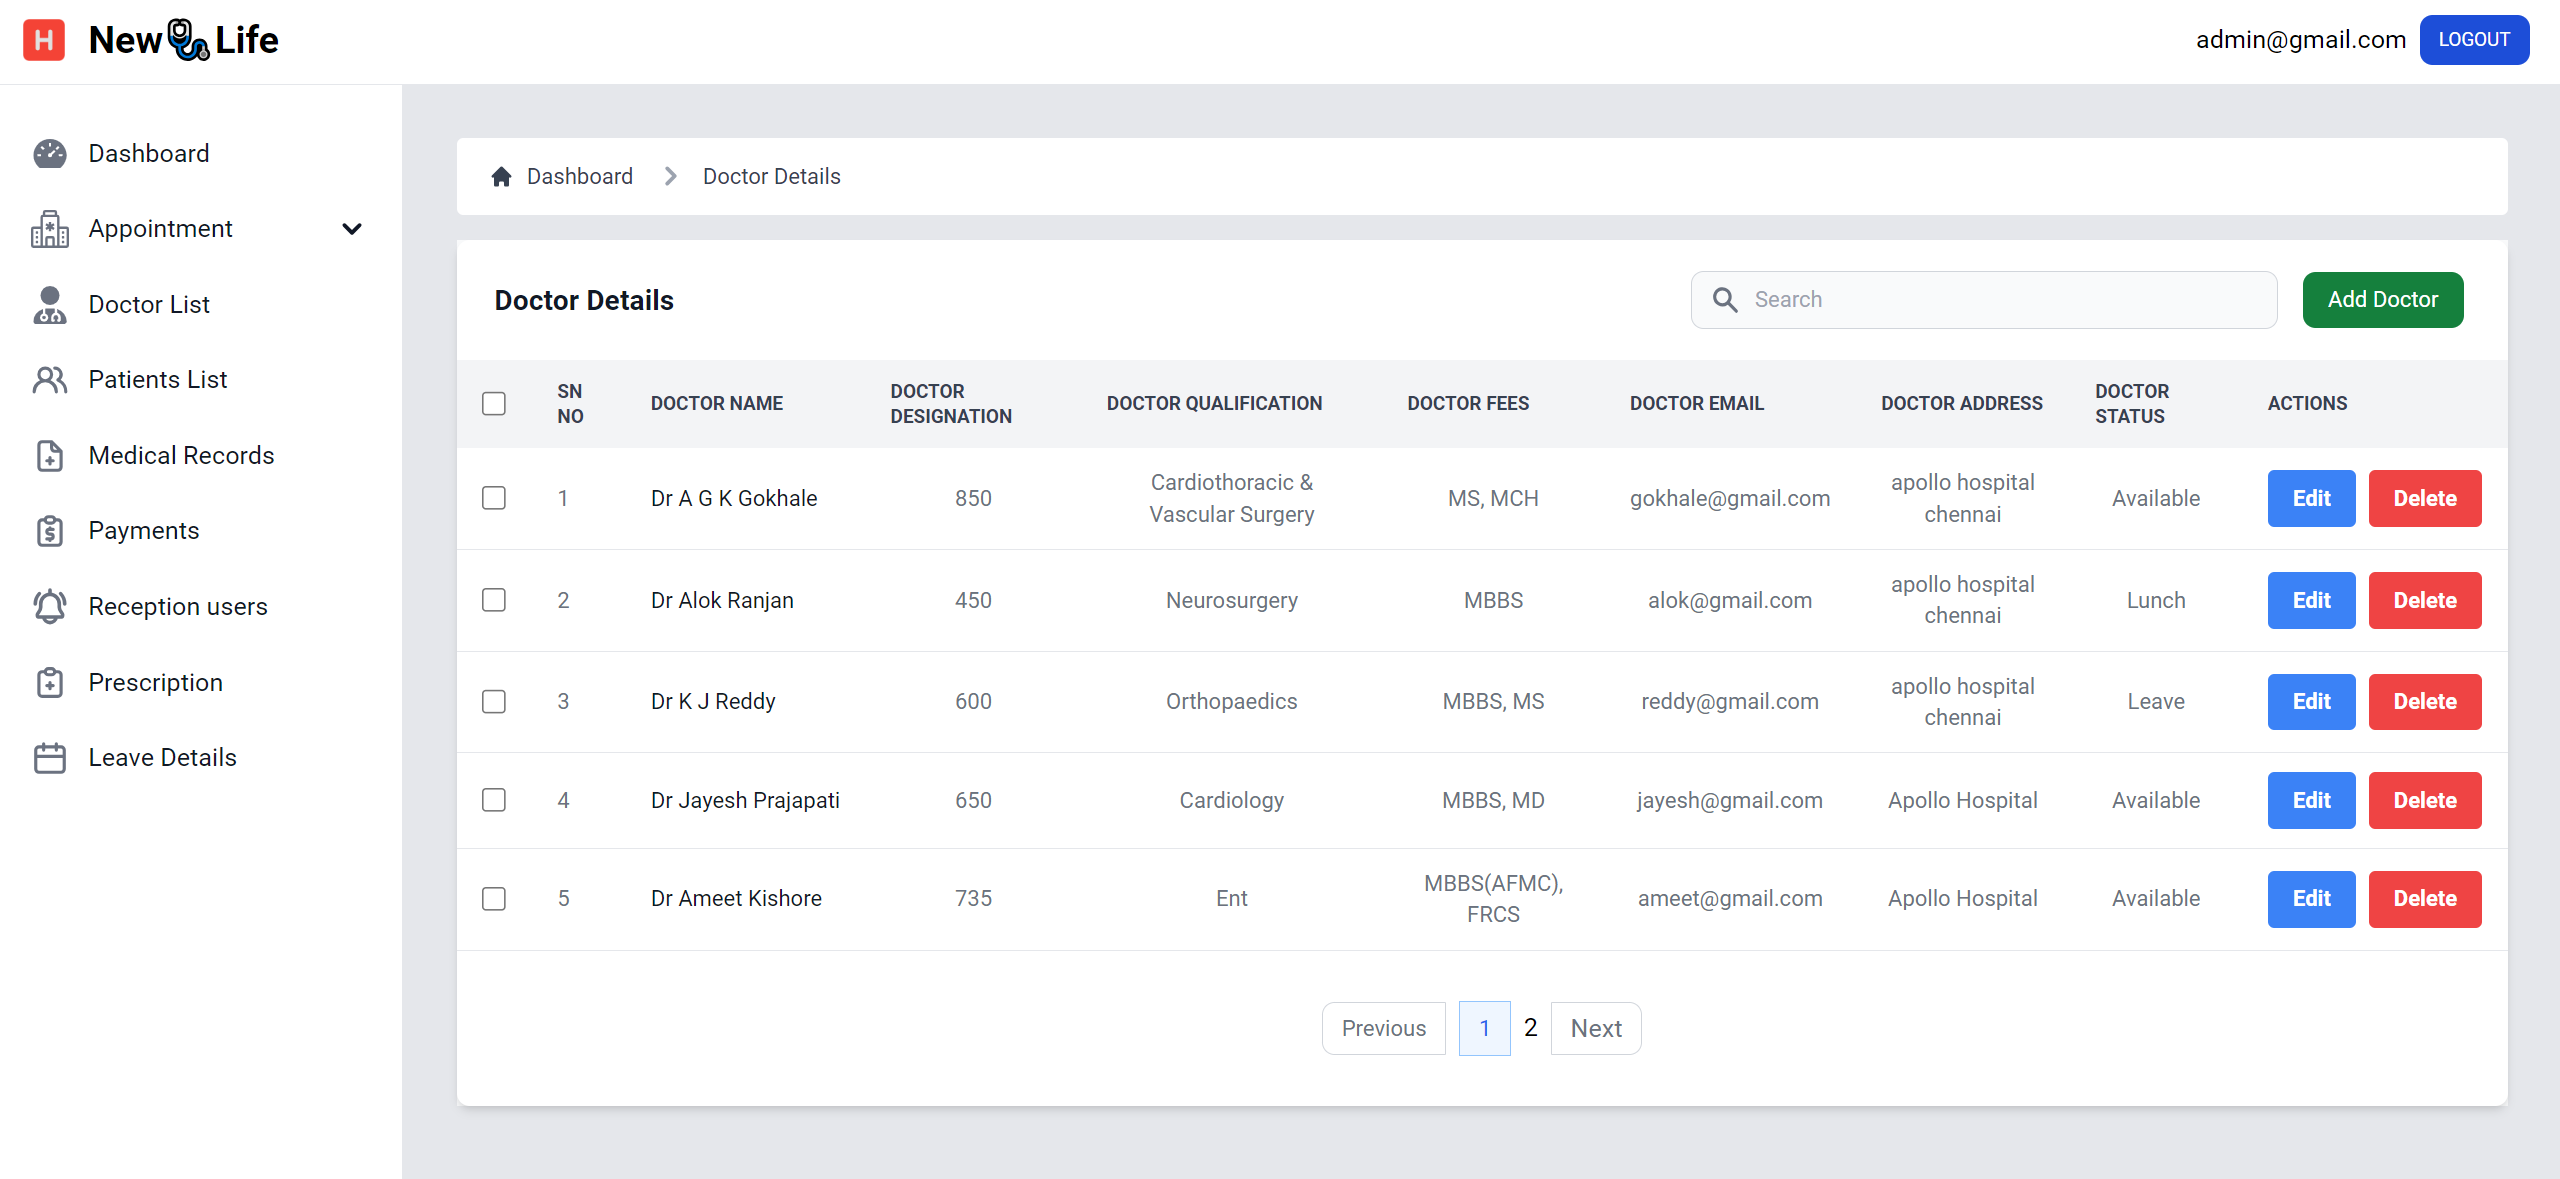 H New Life
admin@gmail.com LOGOUT
Dashboard
Appointment
Doctor List
Patients List
Medical Records
Payments
Reception users
Prescription
Leave Details
Dashboard Doctor Details
Doctor Details Search Add Doctor
SN NO DOCTOR NAME DOCTOR DESIGNATION DOCTOR QUALIFICATION DOCTOR FEES DOCTOR EMAIL DOCTOR ADDRESS DOCTOR STATUS ACTIONS
1 Dr A G K Gokhale 850 Cardiothoracic & Vascular Surgery MS, MCH gokhale@gmail.com apollo hospital chennai Available Edit Delete
2 Dr Alok Ranjan 450 Neurosurgery MBBS alok@gmail.com apollo hospital chennai Lunch Edit Delete
3 Dr K J Reddy 600 Orthopaedics MBBS, MS reddy@gmail.com apollo hospital chennai Leave Edit Delete
4 Dr Jayesh Prajapati 650 Cardiology MBBS, MD jayesh@gmail.com Apollo Hospital Available Edit Delete
5 Dr Ameet Kishore 735 Ent MBBS(AFMC), FRCS ameet@gmail.com Apollo Hospital Available Edit Delete
Previous 1 2 Next